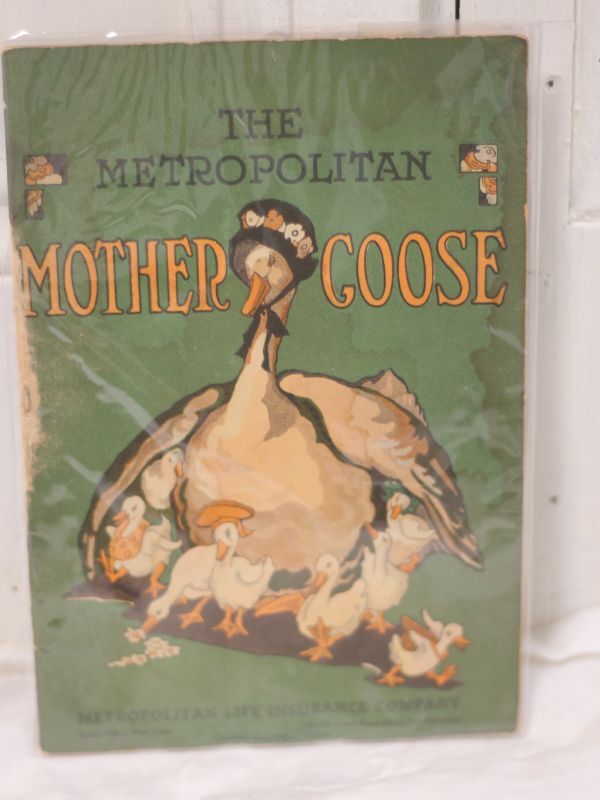 THE
METROPOLITAN
MOTHER GOOSE
METROPOLITAN LIFE INSURANCE COMPANY